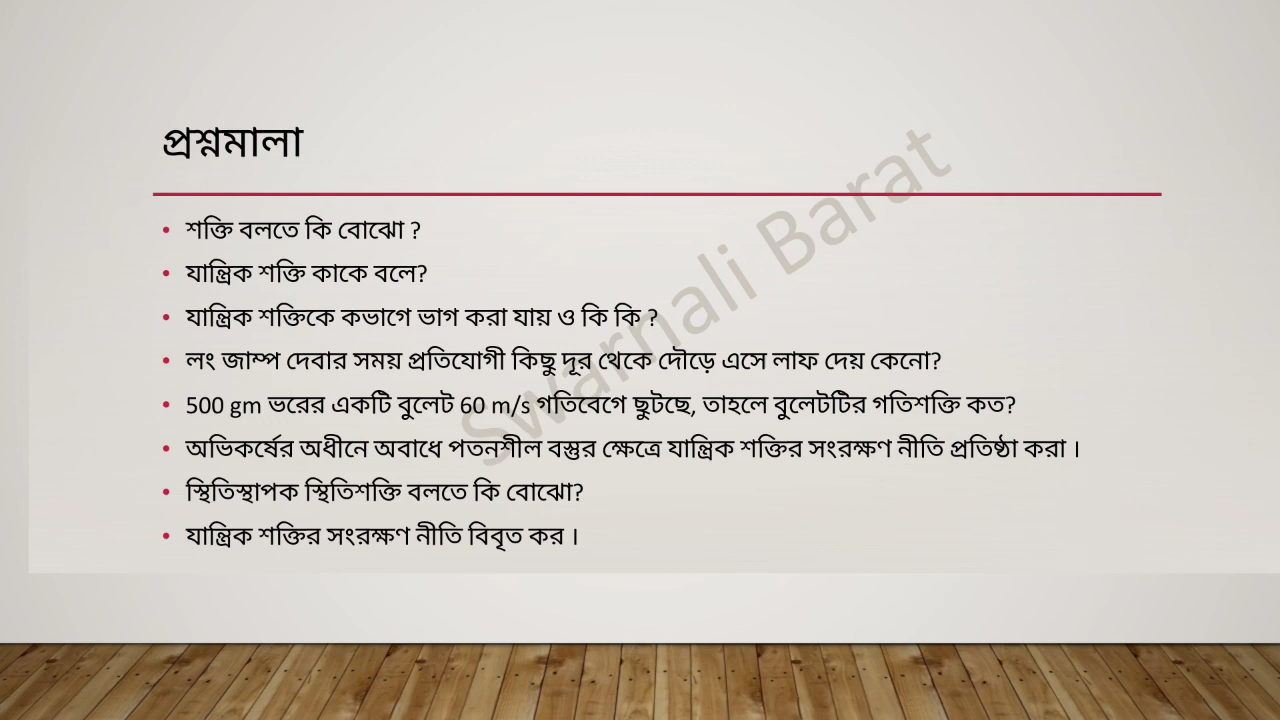 প্রশ্নমালা
• শক্তি বলতে কি বোঝো ?
• যান্ত্রিক শক্তি কাকে বলে?
• যান্ত্রিক শক্তিকে কভাগে ভাগ করা যায় ও কি কি ?
• লং জাম্প দেবার সময় প্রতিযোগী কিছু দূর থেকে দৌড়ে এসে লাফ দেয় কেনো?
• 500 gm ভরের একটি বুলেট 60 m/s গতিবেগে ছুটছে, তাহলে বুলেটটির গতিশক্তি কত?
• অভিকর্ষের অধীনে অবাধে পতনশীল বস্তুর ক্ষেত্রে যান্ত্রিক শক্তির সংরক্ষণ নীতি প্রতিষ্ঠা করা ।
• স্থিতিস্থাপক স্থিতিশক্তি বলতে কি বোঝো?
• যান্ত্রিক শক্তির সংরক্ষণ নীতি বিবৃত কর ।
Swarnali Barat